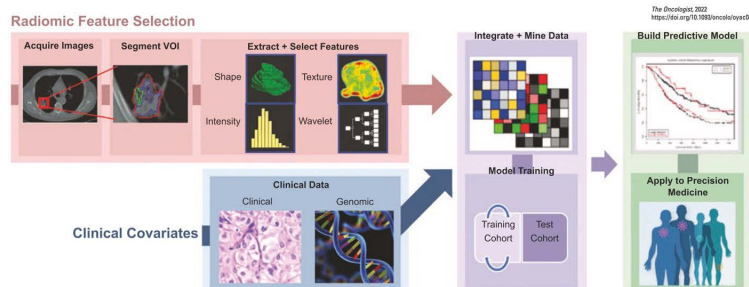 The Oncologist, 2022
Radiomic Feature Selection
Acquire Images
Segment VOI
Extract + Select Features
Shape
Texture
Intensity
Wavelet
Clinical Data
Clinical
Genomic
Clinical Covariates
Integrate + Mine Data
Model Training
Training
Cohort
Test
Cohort
Build Predictive Model
Apply to Precision
Medicine